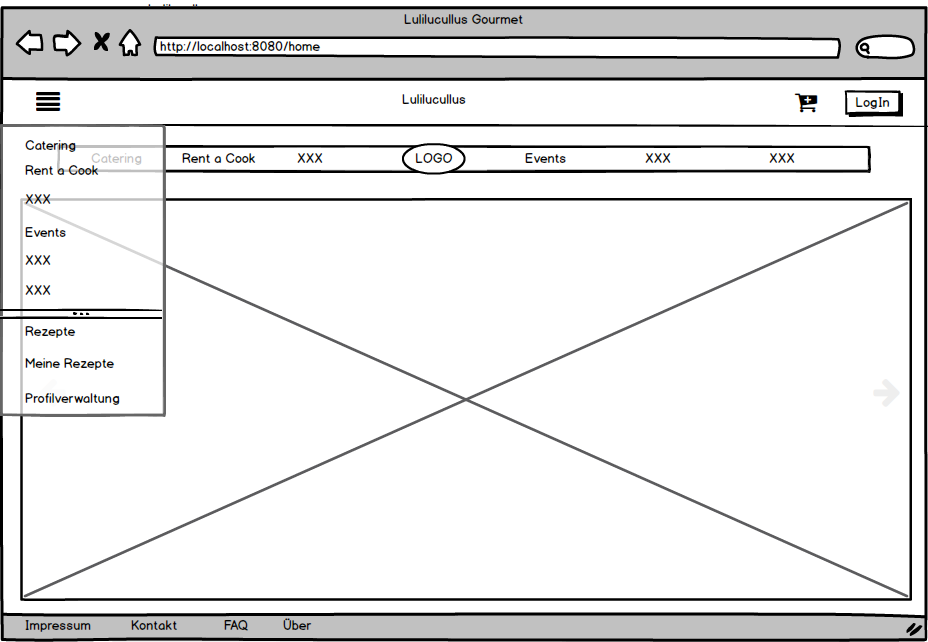 Lulilucullus Gourmet
http://localhost:8080/home
Lulilucullus
LogIn
Catering Rent a Cook XXX LOGO Events XXX XXX
Catering
Rent a Cook
XXX
Events
XXX
XXX
Rezepte
Meine Rezepte
Profilverwaltung
Impressum Kontakt FAQ Über